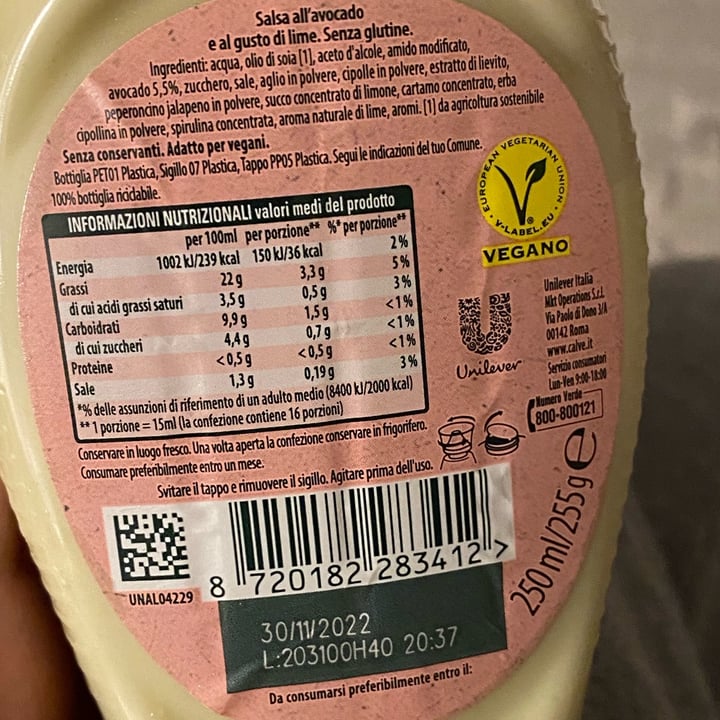 Salsa all'avocado
e al gusto di lime. Senza glutine.
Ingredienti: acqua, olio di soia [1], aceto d'alcole, amido modificato,
avocado 5,5%, zucchero, sale, aglio in polvere, cipolle in polvere, estratto di lievito,
peperoncino jalapeno in polvere, succo concentrato di limone, cartamo concentrato, erba
cipollina in polvere, spirulina concentrata, aroma naturale di lime, aromi. [1] da agricoltura sostenibile
Senza conservanti. Adatto per vegani.
Bottiglia PET01 Plastica, Sigillo 07 Plastica, Tappo PP05 Plastica. Segui le indicazioni del tuo Comune.
100% bottiglia riciclabile.
EUROPEAN VEGETARIAN UNION
V-LABEL.EU
VEGANO
INFORMAZIONI NUTRIZIONALI valori medi del prodotto
per 100ml per porzione** %* per porzione**
Energia 1002 kJ/239 kcal 150 kJ/36 kcal 2%
Grassi 22 g 3,3 g 5%
di cui acidi grassi saturi 3,5 g 0,5 g 3%
Carboidrati 9,9 g 1,5 g <1%
di cui zuccheri 4,4 g 0,7 g <1%
Proteine <0,5 g <0,5 g <1%
Sale 1,3 g 0,19 g 3%
*% delle assunzioni di riferimento di un adulto medio (8400 kJ/2000 kcal)
** 1 porzione = 15ml (la confezione contiene 16 porzioni)
Unilever
Unilever Italia
Mkt Operations S.r.l.
Via Paolo di Dono 3/A
00142 Roma
www.calve.it
Servizio consumatori
Lun-Ven 9:00-18:00
Numero Verde
800-800121
Conservare in luogo fresco. Una volta aperta la confezione conservare in frigorifero.
Consumare preferibilmente entro un mese.
Svitare il tappo e rimuovere il sigillo. Agitare prima dell'uso.
250 ml/255g e
UNAL04229
8 720182 283412 >
30/11/2022
L:203100H40 20:37
Da consumarsi preferibilmente entro il: